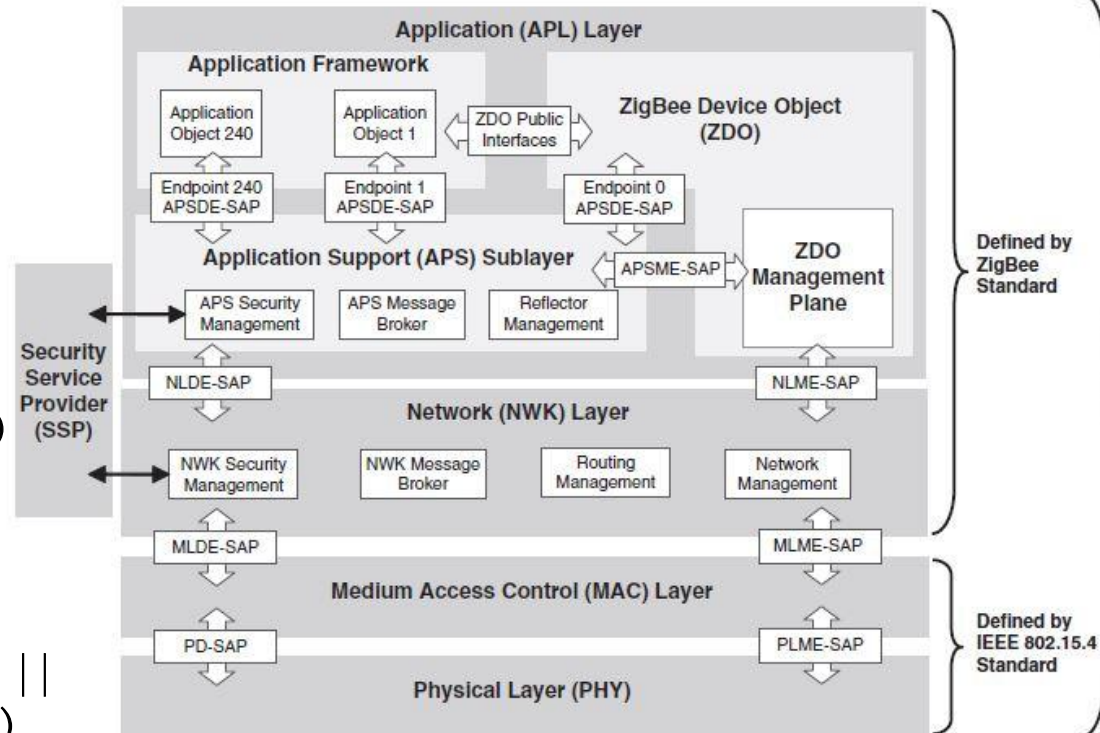 Application (APL) Layer
Application Framework
Application
Object 240
Application
Object 1
ZDO Public
Interfaces
ZigBee Device Object
(ZDO)
Endpoint 240
APSDE-SAP
Endpoint 1
APSDE-SAP
Endpoint 0
APSDE-SAP
Application Support (APS) Sublayer
APSME-SAP
ZDO
Management
Plane
APS Security
Management
APS Message
Broker
Reflector
Management
Security
Service
Provider
(SSP)
)
NLDE-SAP
NLME-SAP
Network (NWK) Layer
NWK Security
Management
NWK Message
Broker
Routing
Management
Network
Management
MLDE-SAP
MLME-SAP
Medium Access Control (MAC) Layer
PD-SAP
PLME-SAP
||
)
Physical Layer (PHY)
Defined by
ZigBee
Standard
Defined by
IEEE 802.15.4
Standard